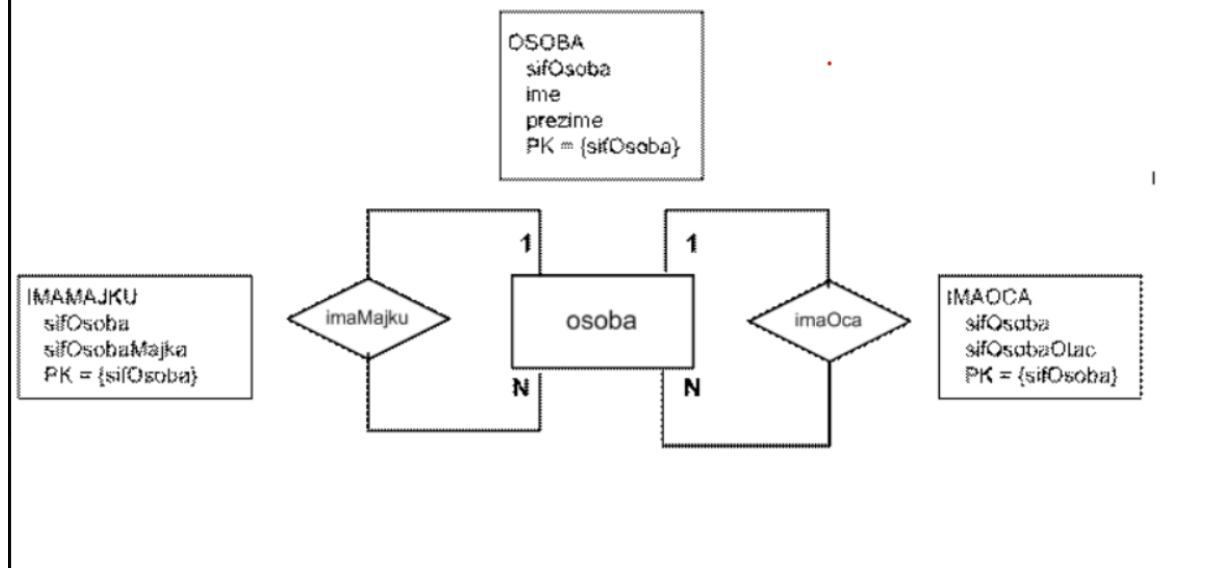 OSOBA
sifOsoba
ime
prezime
PK = {sifOsoba}
1
1
IMAMAJKU
sifOsoba
sifOsobaMajka
PK = {sifOsoba}
imaMajku
osoba
imaOca
IMAOCA
sifOsoba
sifOsobaOtac
PK = {sifOsoba}
N
N